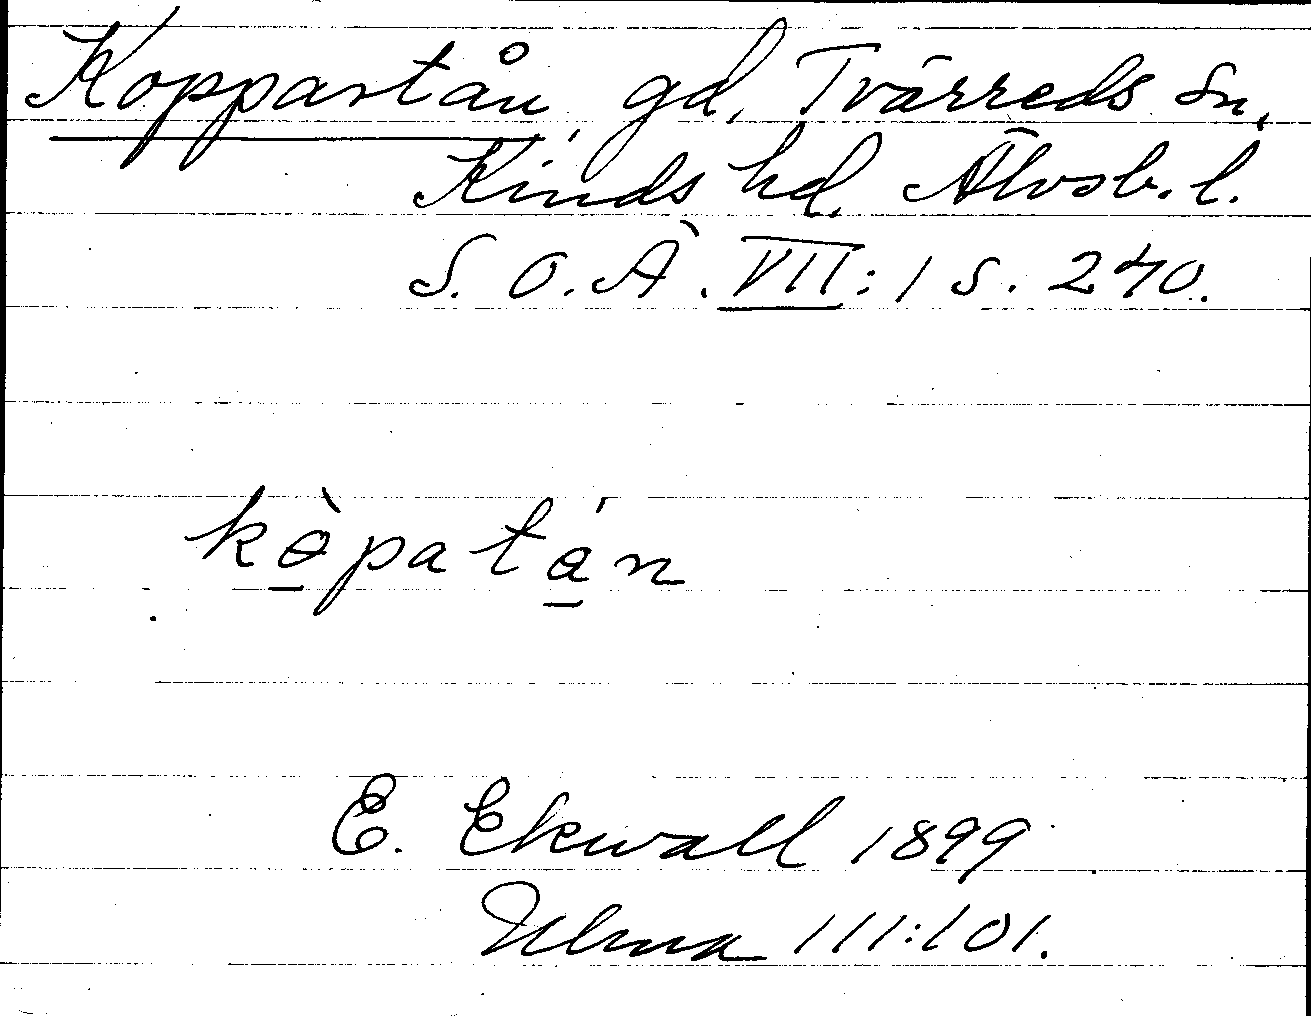 Koppartån, gd, Tvärreds sn,
Kinds hd, Älvsb. l.
S. O. Ä. VII: 1 s. 240.
kòpatán
E. Ekwall 1899
Ulma 111:101.